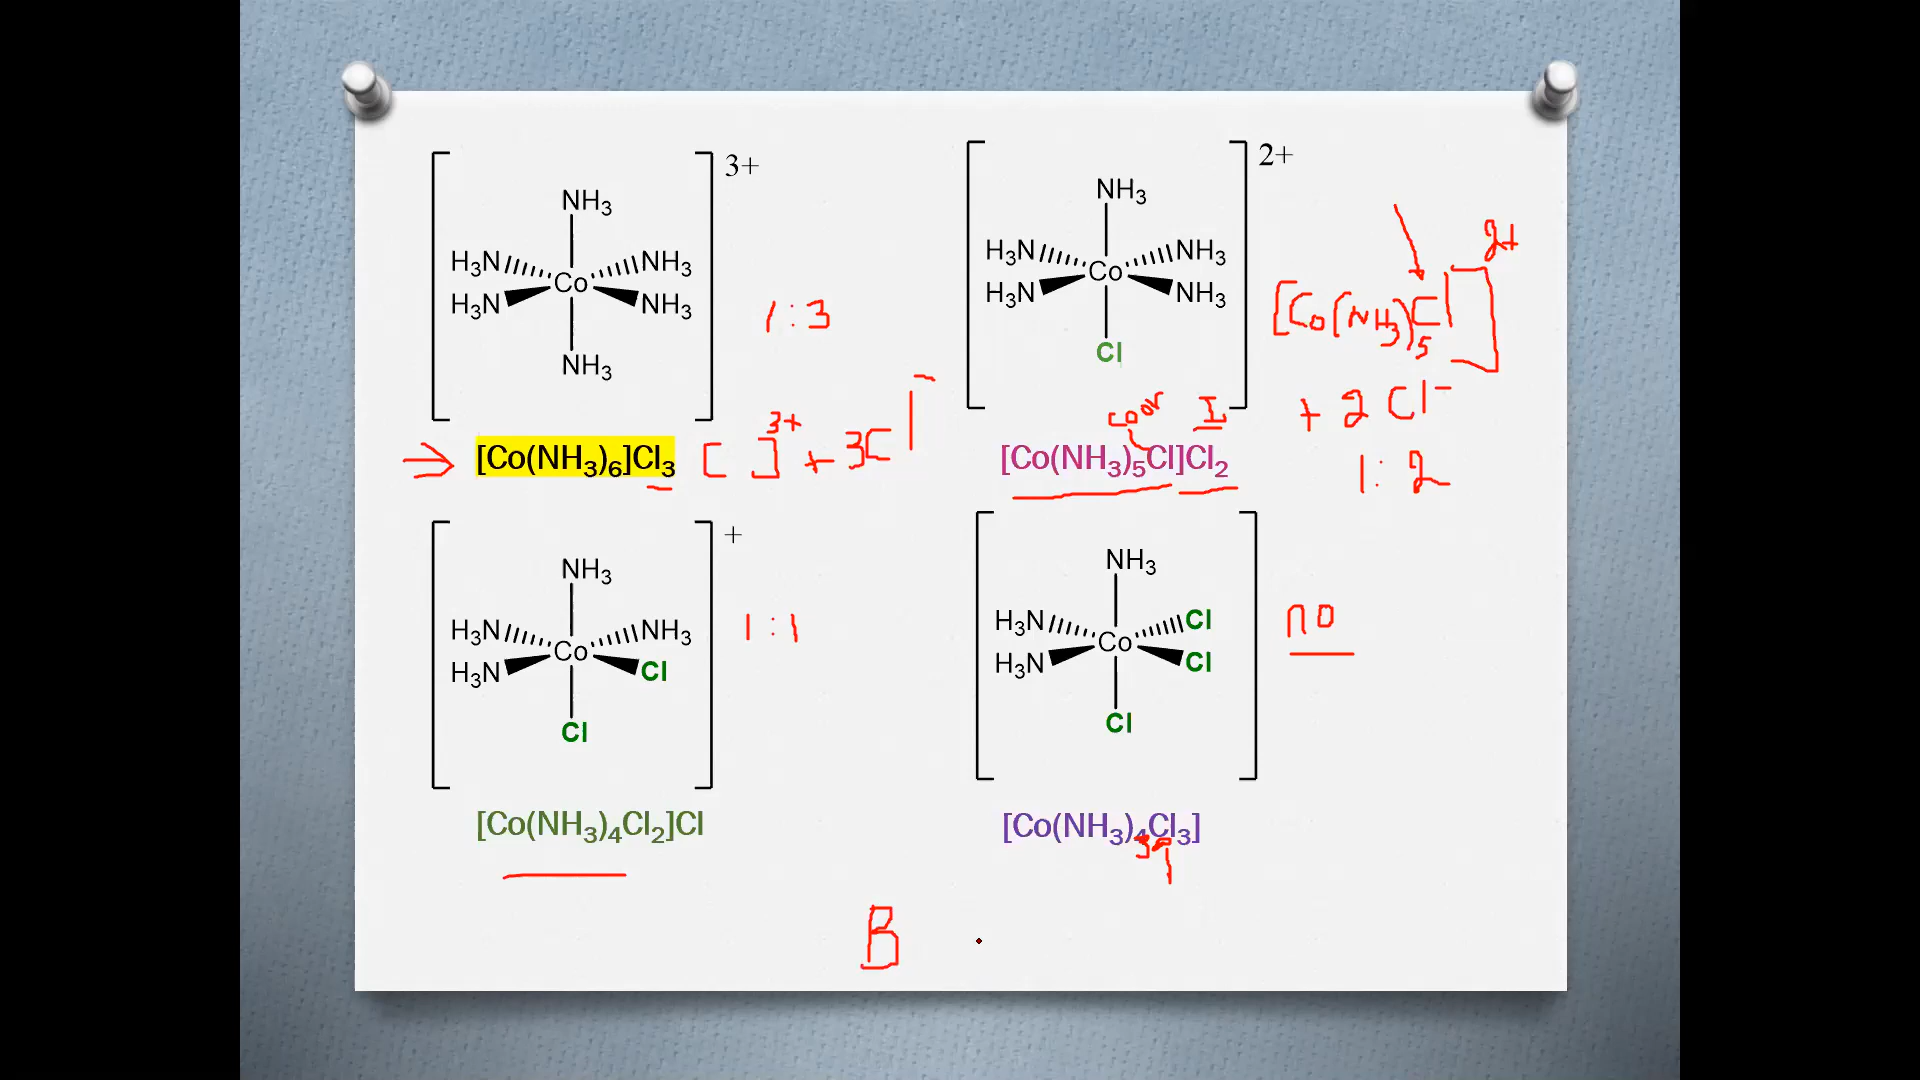 3+
NH3
H3N NH3
Co
H3N NH3
NH3
1:3
[Co(NH3)6]Cl3
[ ]3+ + 3Cl-
2+
NH3
H3N NH3
Co
H3N NH3
Cl
[Co(NH3)5Cl]2+
+ 2Cl-
1:2
coor I
[Co(NH3)5Cl]Cl2
+
NH3
H3N NH3
Co
H3N Cl
Cl
1:1
[Co(NH3)4Cl2]Cl
NH3
H3N Cl
Co
H3N Cl
Cl
no
[Co(NH3)4Cl3]
3
B